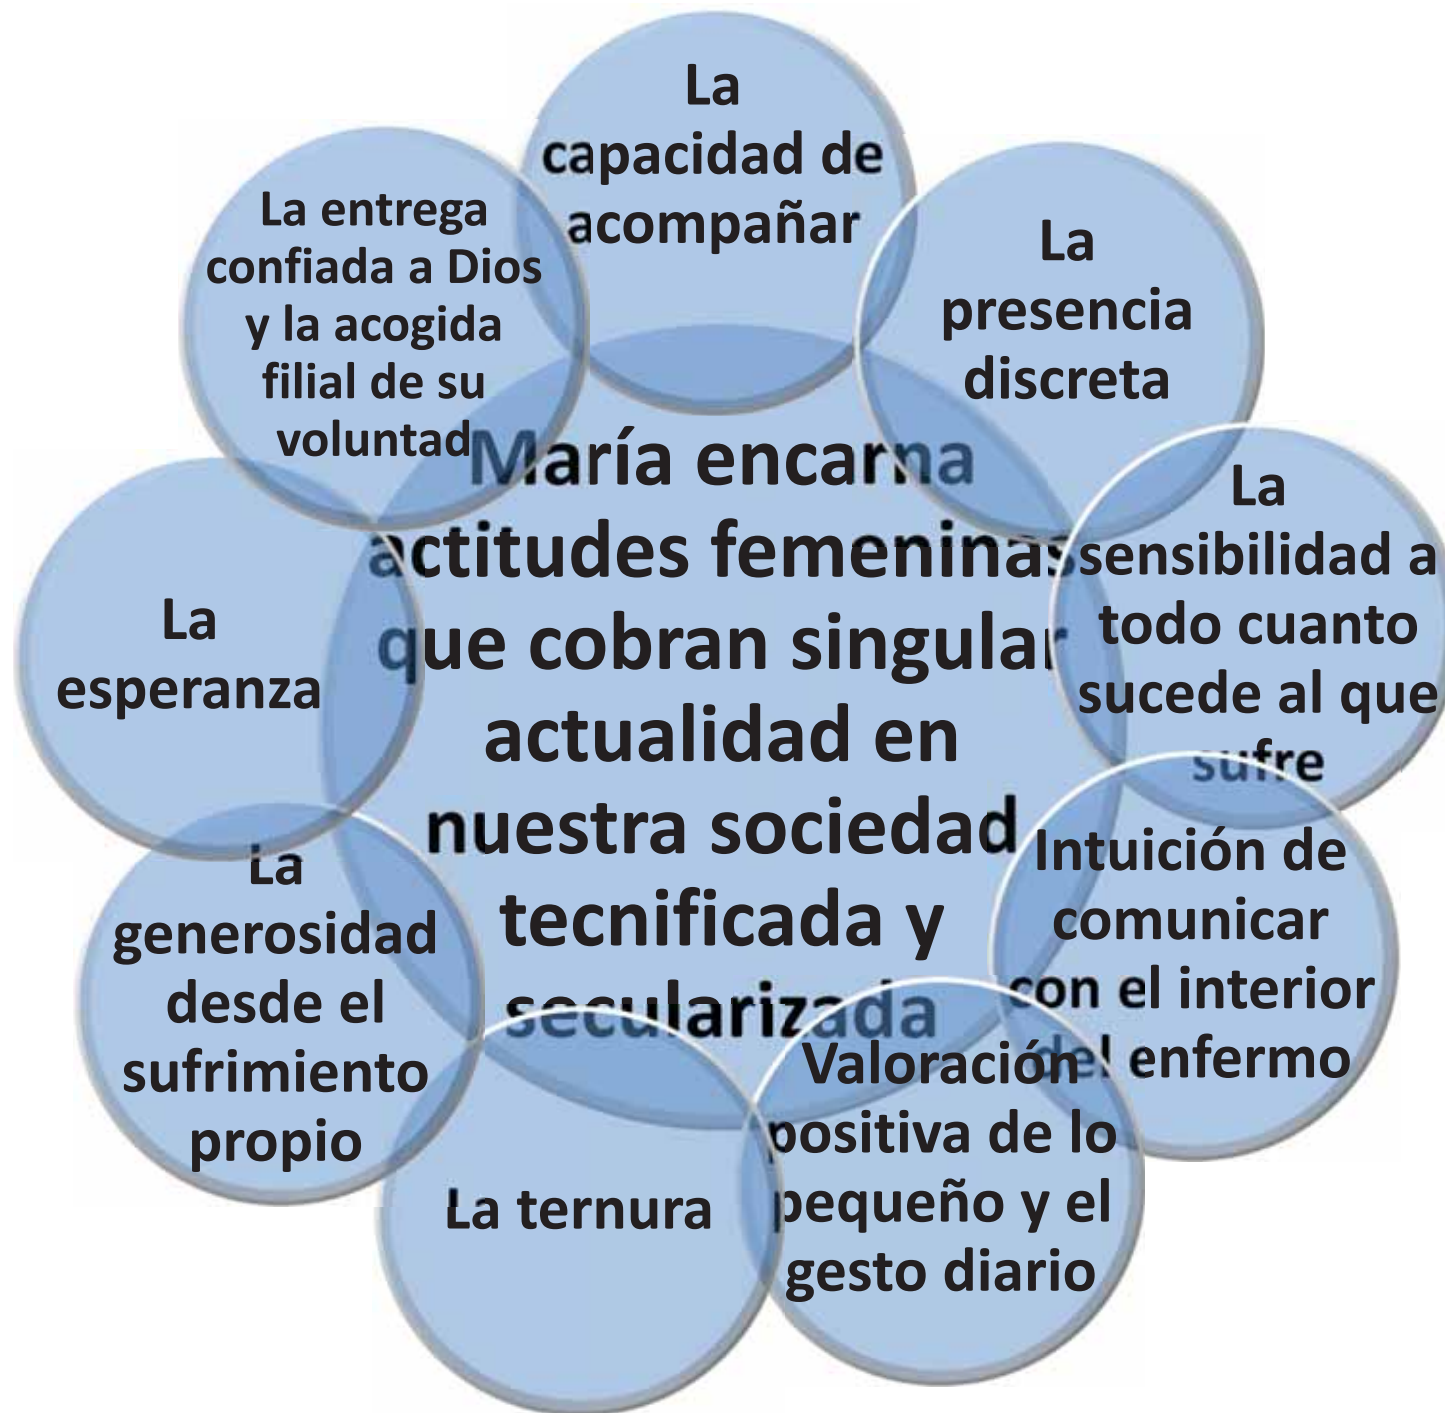 La
capacidad de
acompañar
La
presencia
discreta
La
sensibilidad a
todo cuanto
sucede al que
sufre
Intuición de
comunicar
con el interior
del enfermo
Valoración
positiva de lo
pequeño y el
gesto diario
La ternura
La
generosidad
desde el
sufrimiento
propio
La
esperanza
La entrega
confiada a Dios
y la acogida
filial de su
voluntad
María encarna
actitudes femeninas
que cobran singular
actualidad en
nuestra sociedad
tecnificada y
secularizada